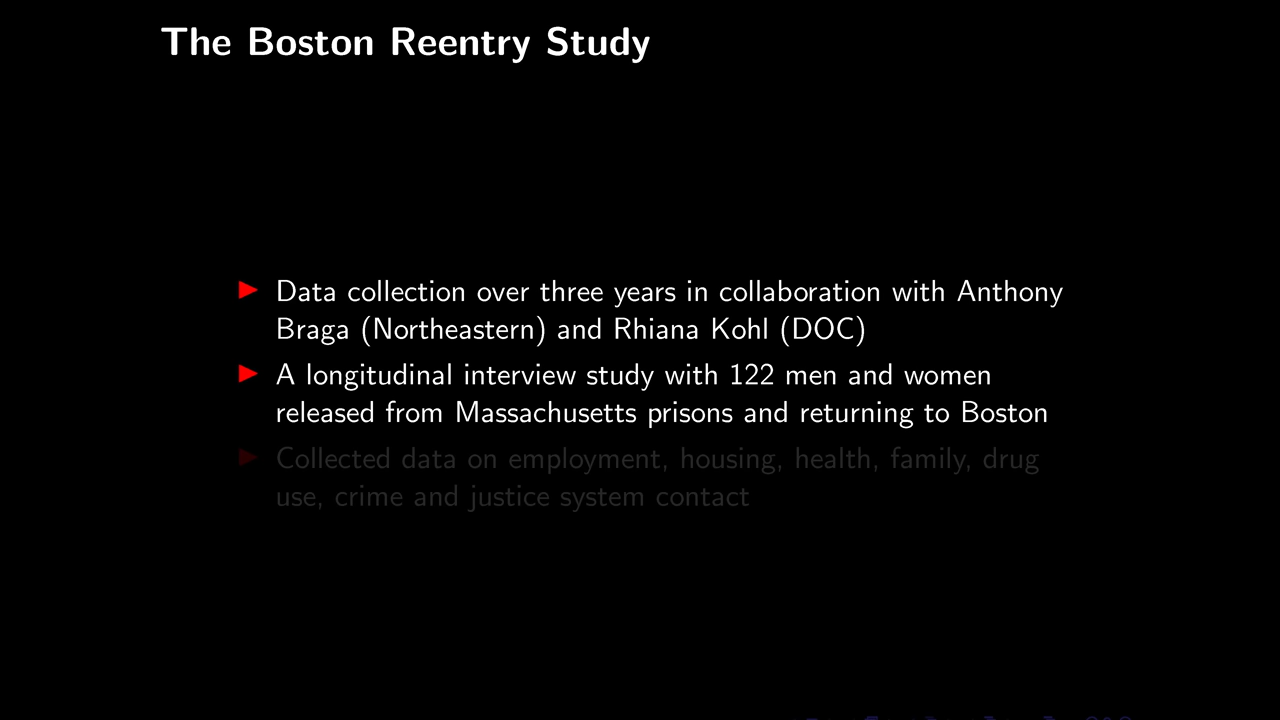 The Boston Reentry Study
Data collection over three years in collaboration with Anthony
Braga (Northeastern) and Rhiana Kohl (DOC)
A longitudinal interview study with 122 men and women
released from Massachusetts prisons and returning to Boston
Collected data on employment, housing, health, family, drug
use, crime and justice system contact